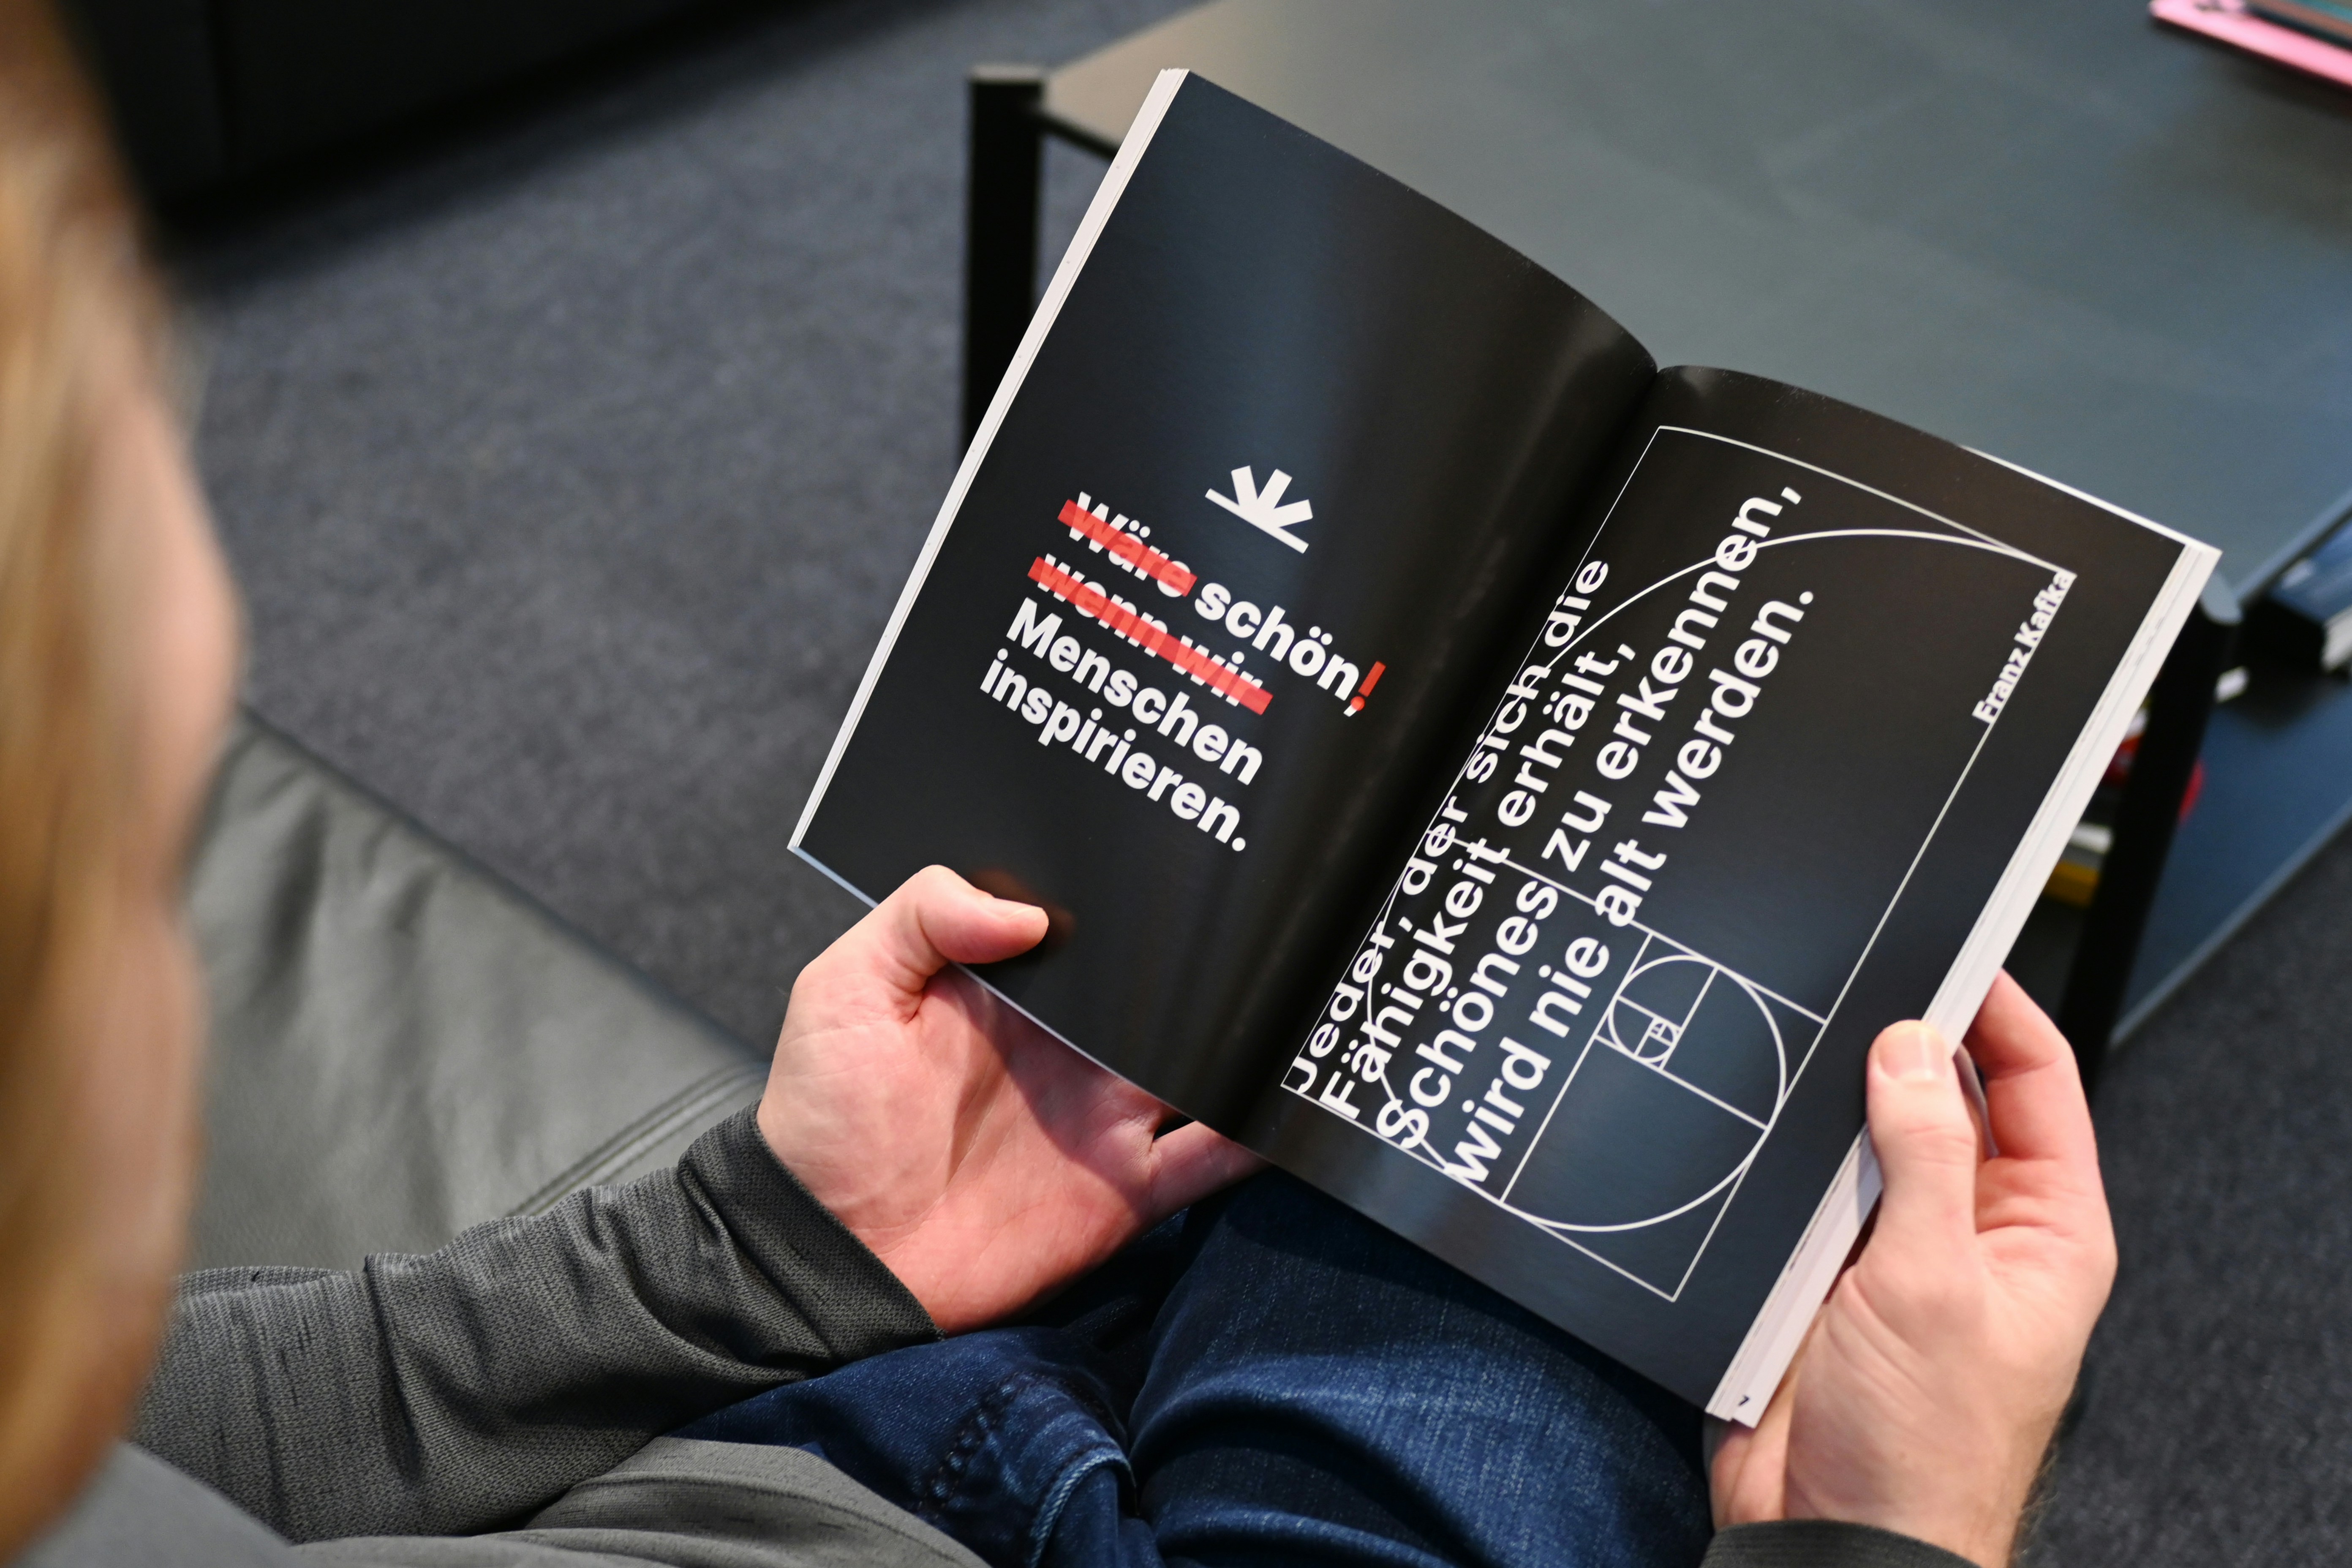 Wäre schön,!
wenn wir
Menschen
inspirieren.
Jeder, der sich die
Fähigkeit erhält,
Schönes zu erkennen,
wird nie alt werden.
Franz Kafka
7